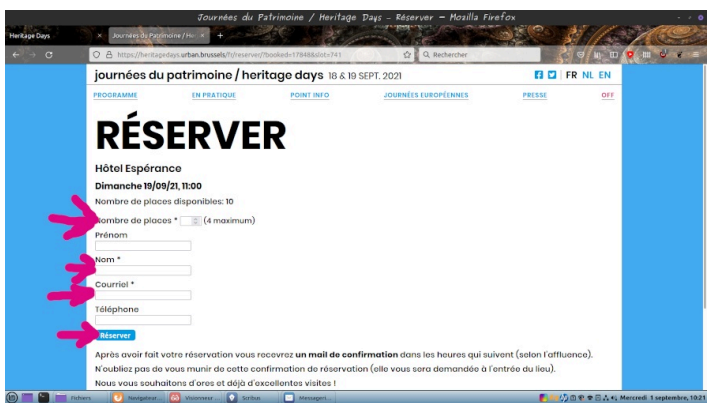 Journées du Patrimoine / Heritage Days – Réserver — Mozilla Firefox
Heritage Days
Journées du Patrimoine / He
https://heritagedays.urban.brussels/fr/reserver/?booked=17948&slot=741
Rechercher
journées du patrimoine / heritage days 18 & 19 SEPT. 2021
FR NL EN
PROGRAMME EN PRATIQUE POINT INFO JOURNÉES EUROPÉENNES PRESSE OFF
RÉSERVER
Hôtel Espérance
Dimanche 19/09/21, 11:00
Nombre de places disponibles: 10
Nombre de places * (4 maximum)
Prénom
Nom *
Courriel *
Téléphone
Réserver
Après avoir fait votre réservation vous recevrez un mail de confirmation dans les heures qui suivent (selon l'affluence).
N'oubliez pas de vous munir de cette confirmation de réservation (elle vous sera demandée à l'entrée du lieu).
Nous vous souhaitons d'ores et déjà d'excellentes visites !
Fichiers Navigateur... Visionneur ... Scribus Messageri... Mercredi 1 septembre, 10:21